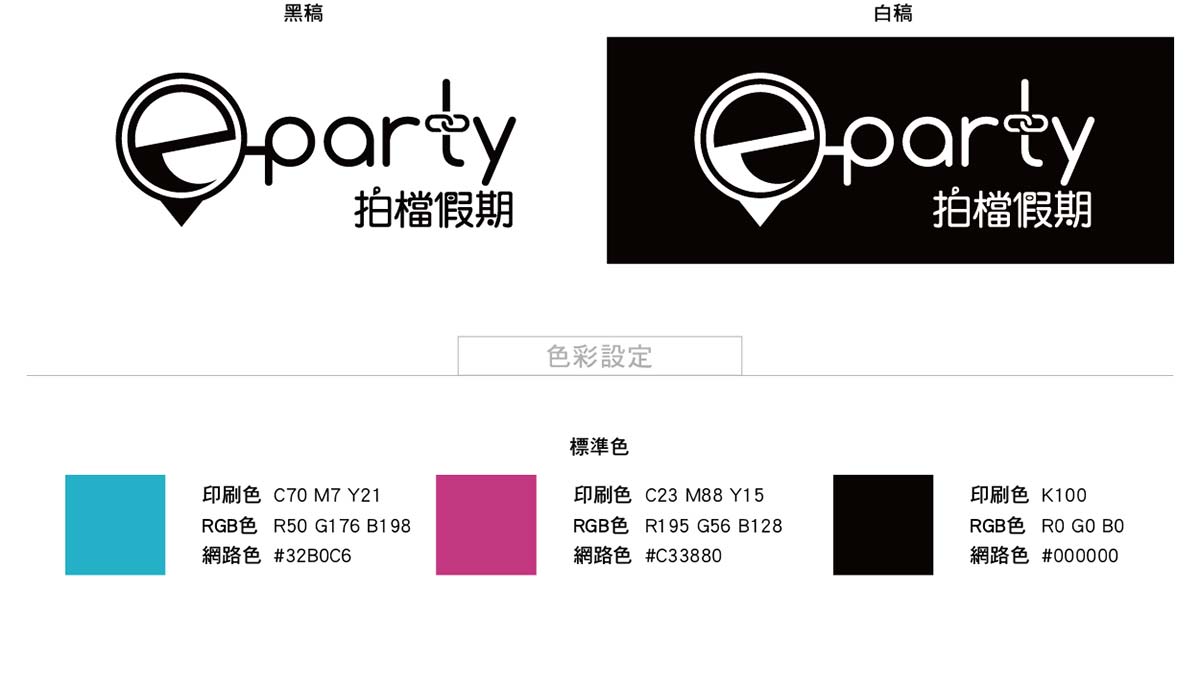 黑稿
白稿
eparty
拍檔假期
eparty
拍檔假期
色彩設定
標準色
印刷色 C70 M7 Y21
RGB色 R50 G176 B198
網路色 #32B0C6
印刷色 C23 M88 Y15
RGB色 R195 G56 B128
網路色 #C33880
印刷色 K100
RGB色 R0 G0 B0
網路色 #000000